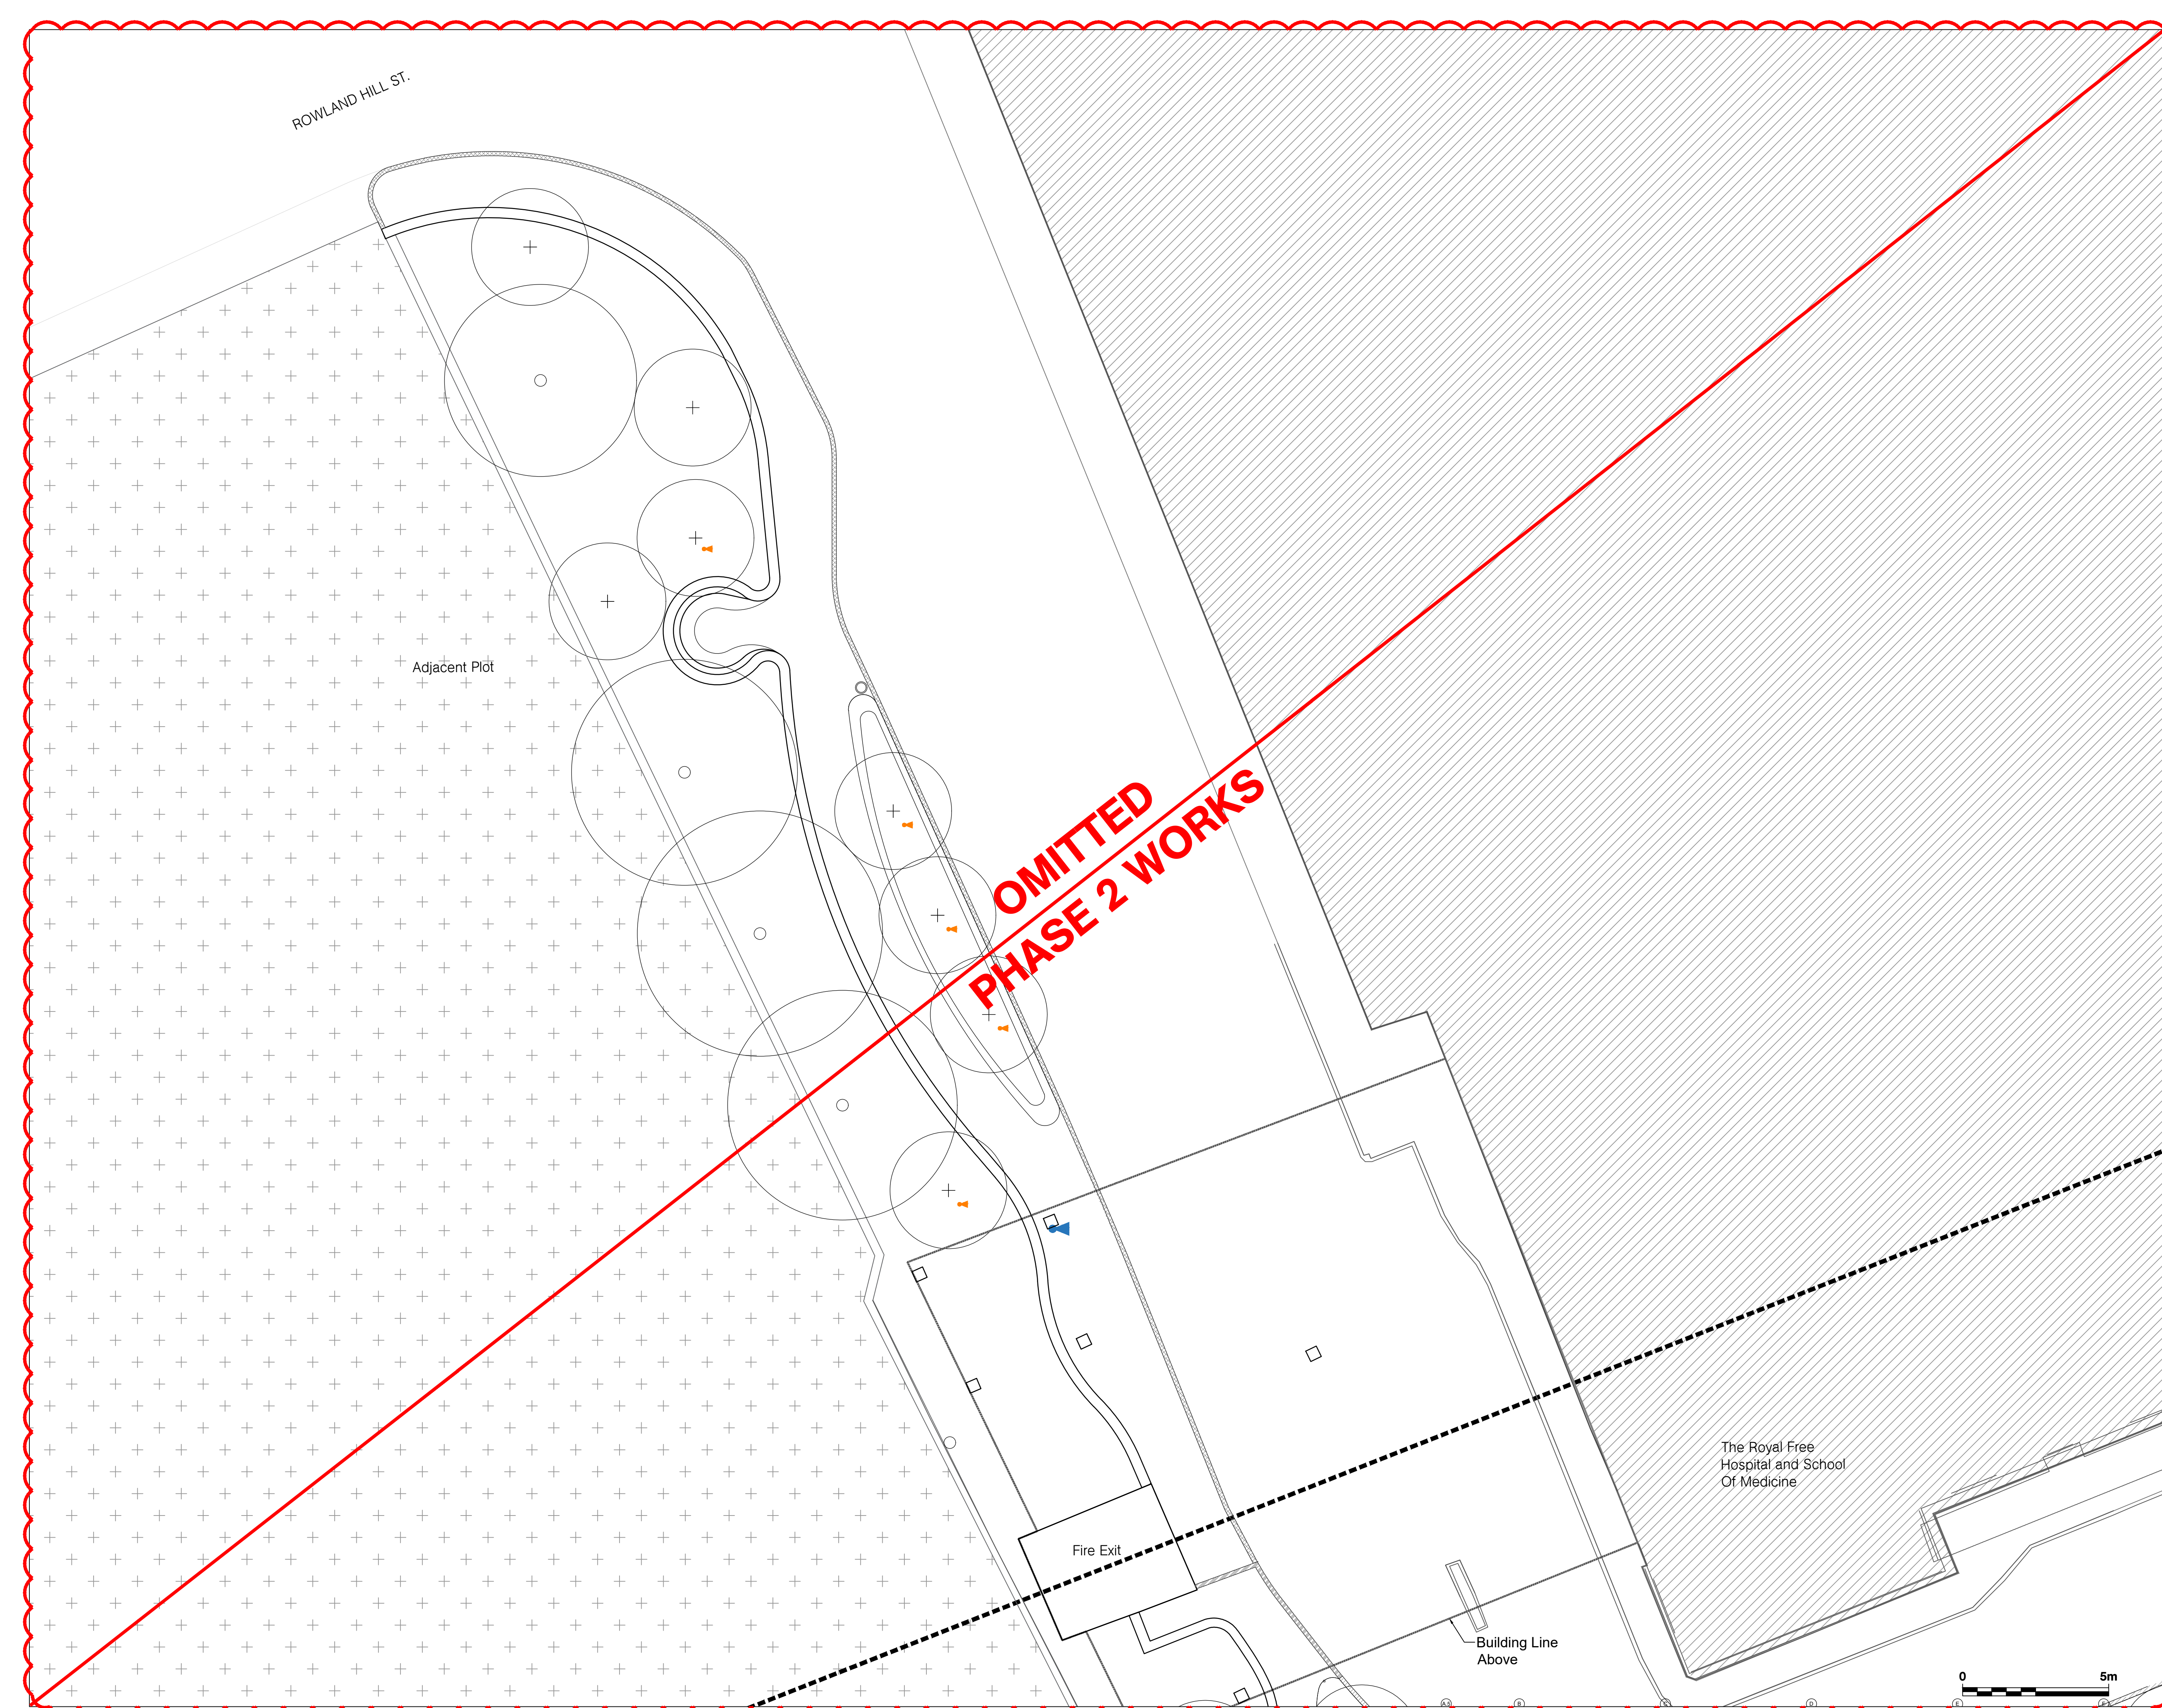 ROWLAND HILL ST.
Adjacent Plot
OMITTED
PHASE 2 WORKS
The Royal Free
Hospital and School
Of Medicine
Fire Exit
Building Line
Above
0 5m
A.5 B C D E F